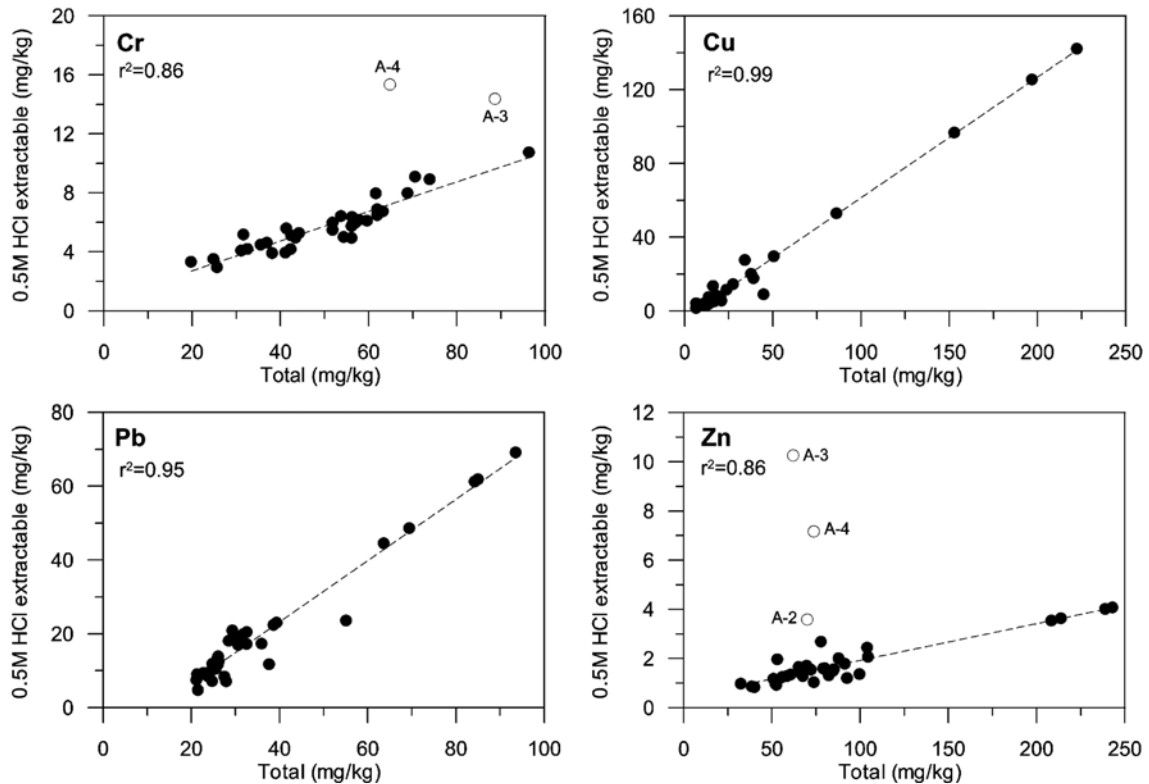 Cr
r²=0.86
A-4
A-3
0.5M HCl extractable (mg/kg)
20
16
12
8
4
0
0 20 40 60 80 100
Total (mg/kg)
Cu
r²=0.99
0.5M HCl extractable (mg/kg)
160
120
80
40
0
0 50 100 150 200 250
Total (mg/kg)
Pb
r²=0.95
0.5M HCl extractable (mg/kg)
80
60
40
20
0
0 20 40 60 80 100
Total (mg/kg)
Zn
r²=0.86
A-3
A-4
A-2
0.5M HCl extractable (mg/kg)
12
10
8
6
4
2
0
0 50 100 150 200 250
Total (mg/kg)